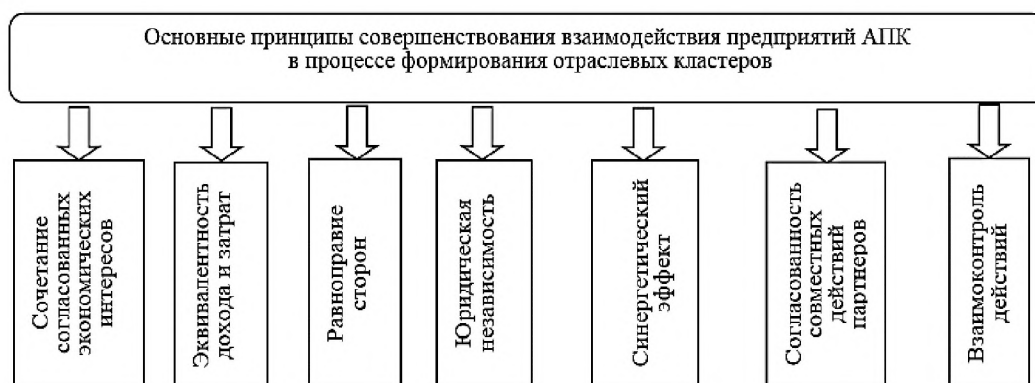 Основные принципы совершенствования взаимодействия предприятий АПК
в процессе формирования отраслевых кластеров
Сочетание
согласованных
экономических
интересов
Эквивалентность
дохода и затрат
Равноправие
сторон
Юридическая
независимость
Синергетический
эффект
Согласованность
совместных
действий
партнеров
Взаимоконтроль
действий